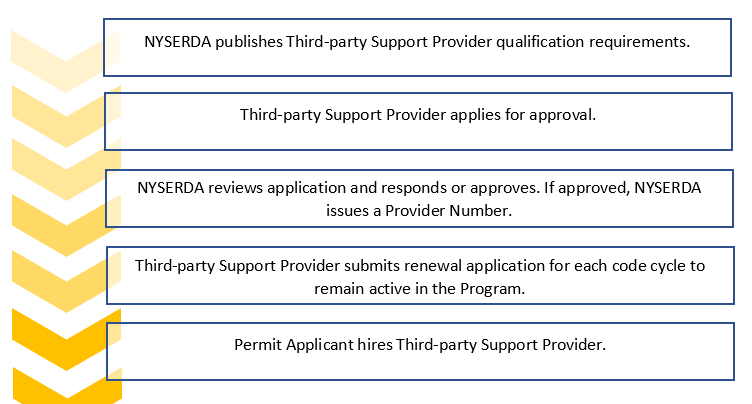 NYSERDA publishes Third-party Support Provider qualification requirements.
Third-party Support Provider applies for approval.
NYSERDA reviews application and responds or approves. If approved, NYSERDA
issues a Provider Number.
Third-party Support Provider submits renewal application for each code cycle to
remain active in the Program.
Permit Applicant hires Third-party Support Provider.